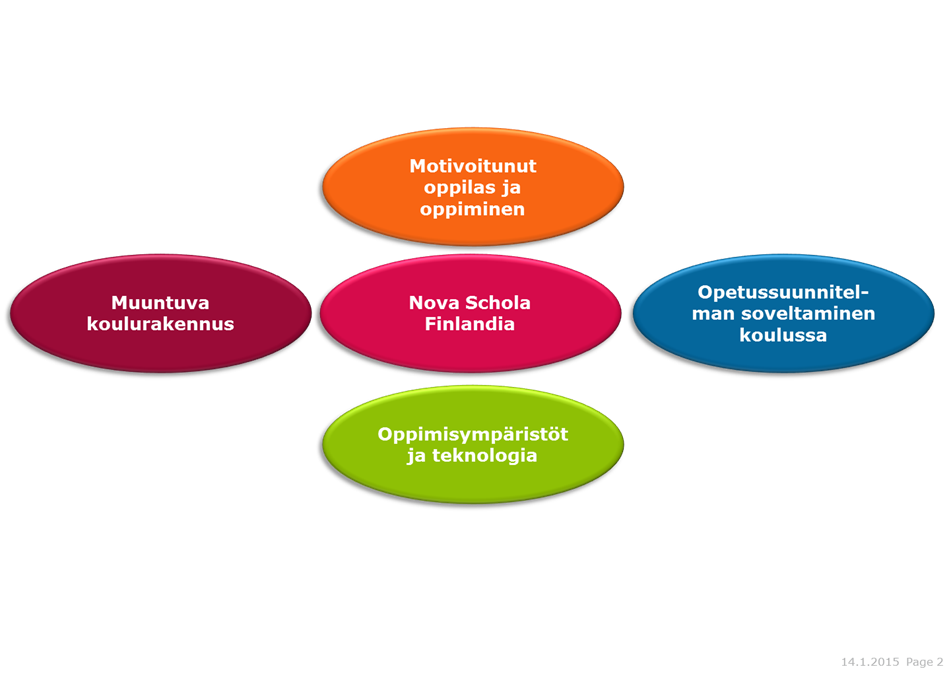 Motivoitunut
oppilas ja
oppiminen
Muuntuva
koulurakennus
Nova Schola
Finlandia
Opetussuunnitel-
man soveltaminen
koulussa
Oppimisympäristöt
ja teknologia
14.1.2015 Page 2